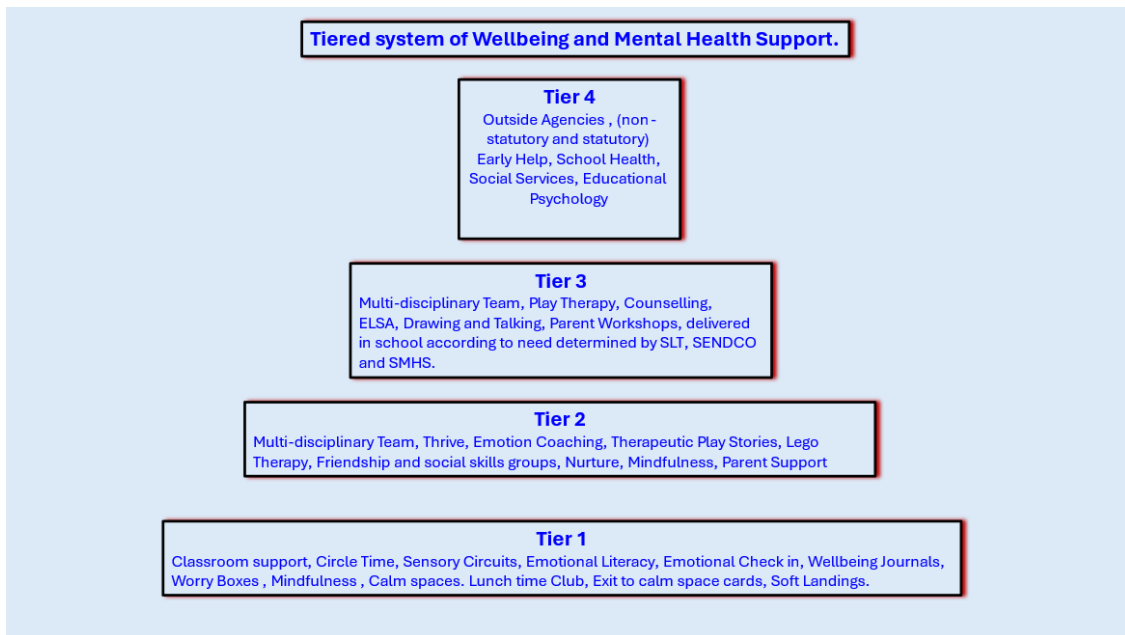 Tiered system of Wellbeing and Mental Health Support.
Tier 4
Outside Agencies , (non-
statutory and statutory)
Early Help, School Health,
Social Services, Educational
Psychology
Tier 3
Multi-disciplinary Team, Play Therapy, Counselling,
ELSA, Drawing and Talking, Parent Workshops, delivered
in school according to need determined by SLT, SENDCO
and SMHS.
Tier 2
Multi-disciplinary Team, Thrive, Emotion Coaching, Therapeutic Play Stories, Lego
Therapy, Friendship and social skills groups, Nurture, Mindfulness, Parent Support
Tier 1
Classroom support, Circle Time, Sensory Circuits, Emotional Literacy, Emotional Check in, Wellbeing Journals,
Worry Boxes , Mindfulness , Calm spaces. Lunch time Club, Exit to calm space cards, Soft Landings.